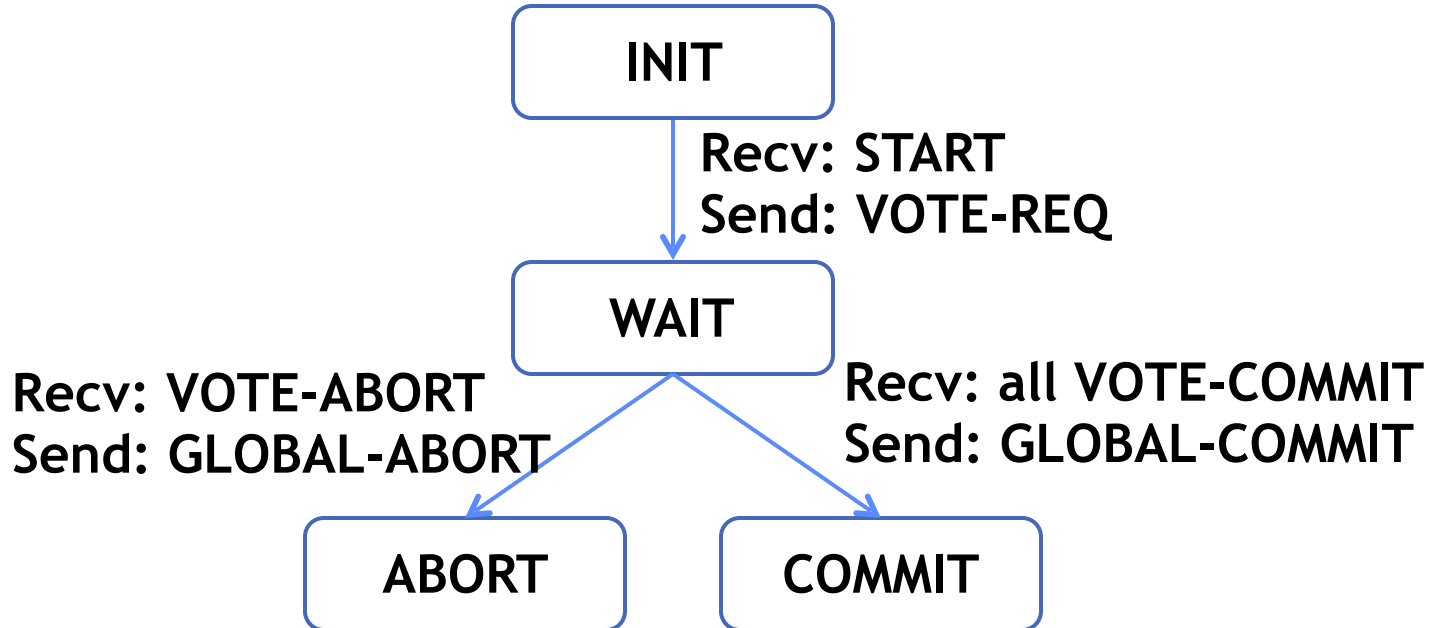 INIT
Recv: START
Send: VOTE-REQ
WAIT
Recv: VOTE-ABORT
Send: GLOBAL-ABORT
Recv: all VOTE-COMMIT
Send: GLOBAL-COMMIT
ABORT
COMMIT